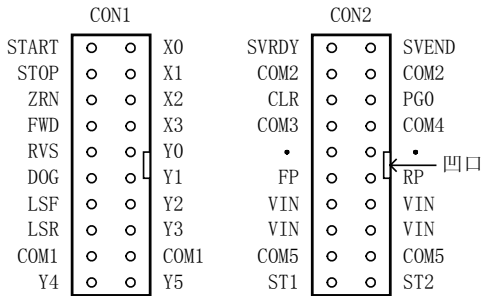 CON1 CON2
START X0 SVRDY SVEND
STOP X1 COM2 COM2
ZRN X2 CLR PG0
FWD X3 COM3 COM4
RVS Y0 • •
DOG Y1 FP RP 凹口
LSF Y2 VIN VIN
LSR Y3 VIN VIN
COM1 COM1 COM5 COM5
Y4 Y5 ST1 ST2